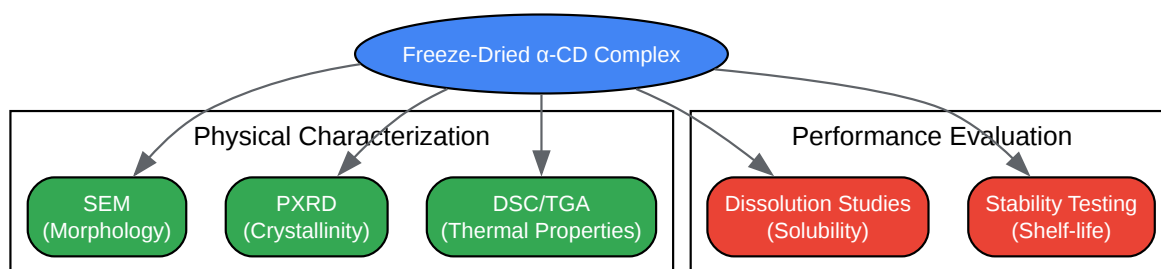 Freeze-Dried α-CD Complex
Physical Characterization
Performance Evaluation
SEM
(Morphology)
PXRD
(Crystallinity)
DSC/TGA
(Thermal Properties)
Dissolution Studies
(Solubility)
Stability Testing
(Shelf-life)